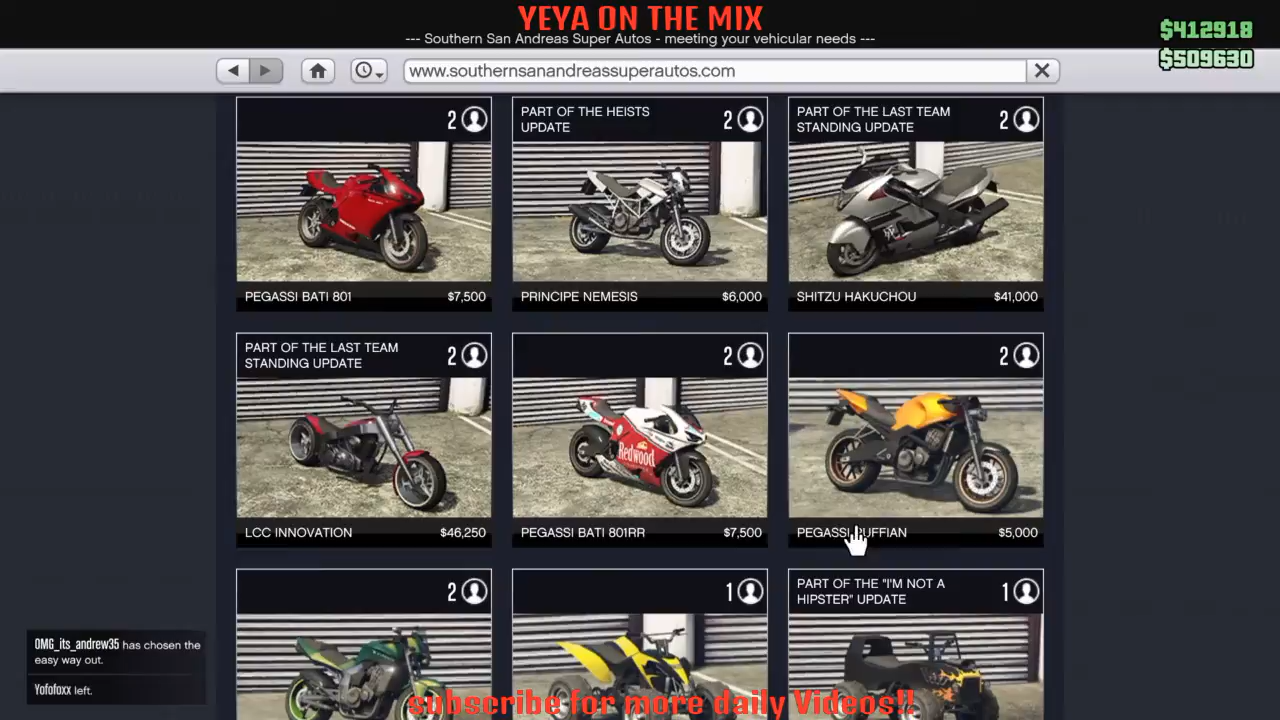 YEYA ON THE MIX
--- Southern San Andreas Super Autos - meeting your vehicular needs ---
$412918
$509630
www.southernsanandreassuperautos.com
2
PART OF THE HEISTS
UPDATE
2
PART OF THE LAST TEAM
STANDING UPDATE
2
PEGASSI BATI 801 $7,500
PRINCIPE NEMESIS $6,000
SHITZU HAKUCHOU $41,000
PART OF THE LAST TEAM
STANDING UPDATE
2
2
2
Redwood
LCC INNOVATION $46,250
PEGASSI BATI 801RR $7,500
PEGASSI RUFFIAN $5,000
2
1
PART OF THE "I'M NOT A
HIPSTER" UPDATE
1
OMG_its_andrew35 has chosen the
easy way out.
Yofofoxx left.
subscribe for more daily Videos!!